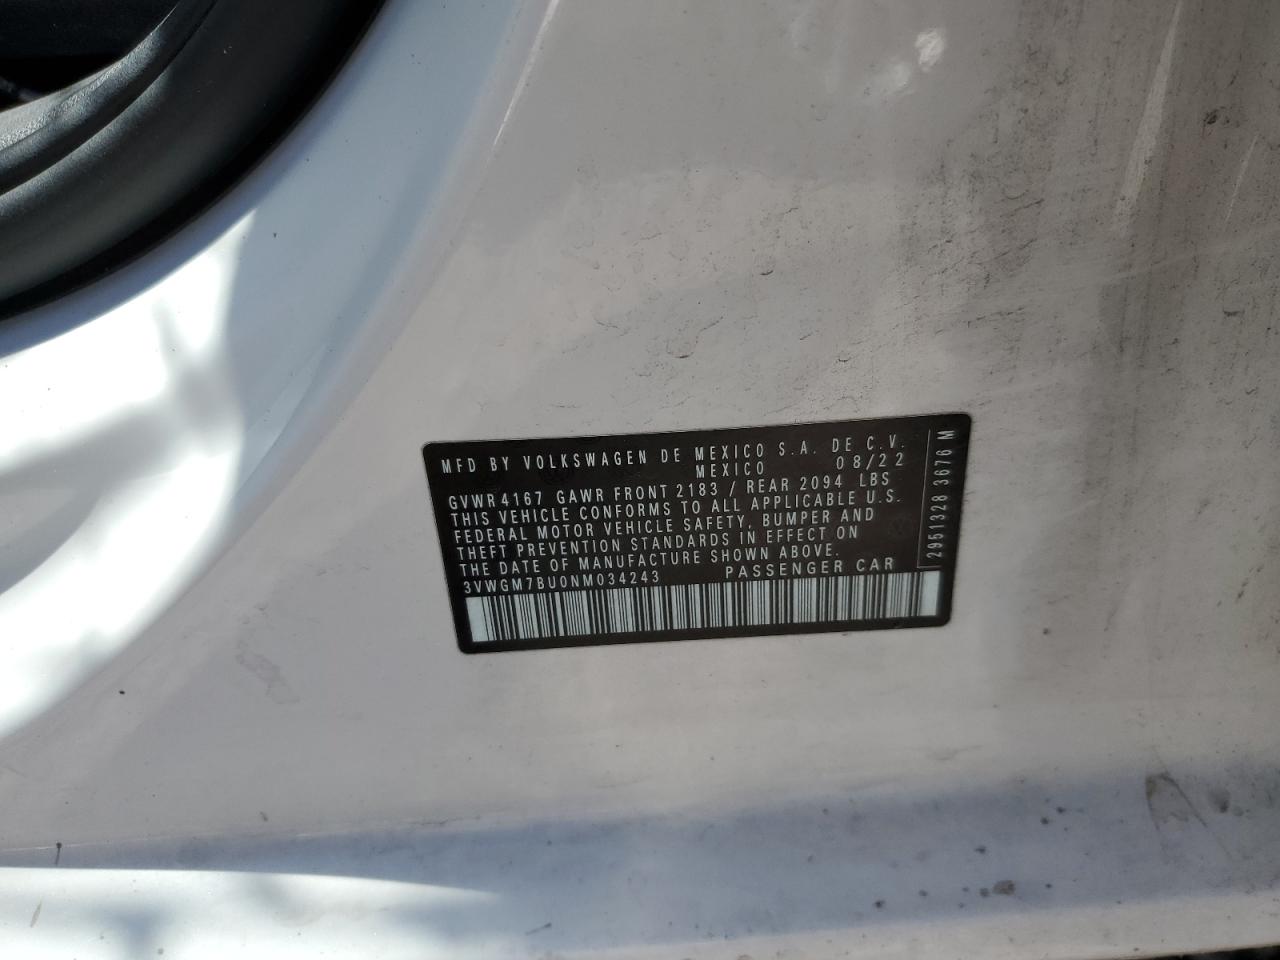 MFD BY VOLKSWAGEN DE MEXICO S.A. DE C.V.
MEXICO 08/22
GVWR 4167 GAWR FRONT 2183 / REAR 2094 LBS
THIS VEHICLE CONFORMS TO ALL APPLICABLE U.S.
FEDERAL MOTOR VEHICLE SAFETY, BUMPER AND
THEFT PREVENTION STANDARDS IN EFFECT ON
THE DATE OF MANUFACTURE SHOWN ABOVE.
3VWGM7BU0NM034243 PASSENGER CAR
2951328 3676 M